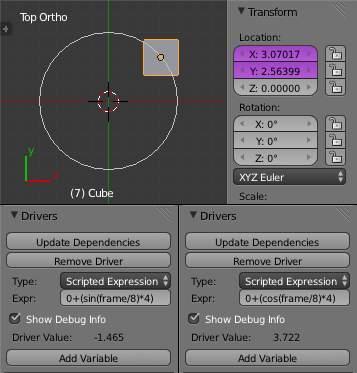 Top Ortho
y
x
(7) Cube
Transform
Location:
X: 3.07017
Y: 2.56399
Z: 0.00000
Rotation:
X: 0°
Y: 0°
Z: 0°
XYZ Euler
Scale:
Drivers
Update Dependencies
Remove Driver
Type: Scripted Expression
Expr: 0+(sin(frame/8)*4)
Show Debug Info
Driver Value: -1.465
Add Variable
Drivers
Update Dependencies
Remove Driver
Type: Scripted Expression
Expr: 0+(cos(frame/8)*4)
Show Debug Info
Driver Value: 3.722
Add Variable